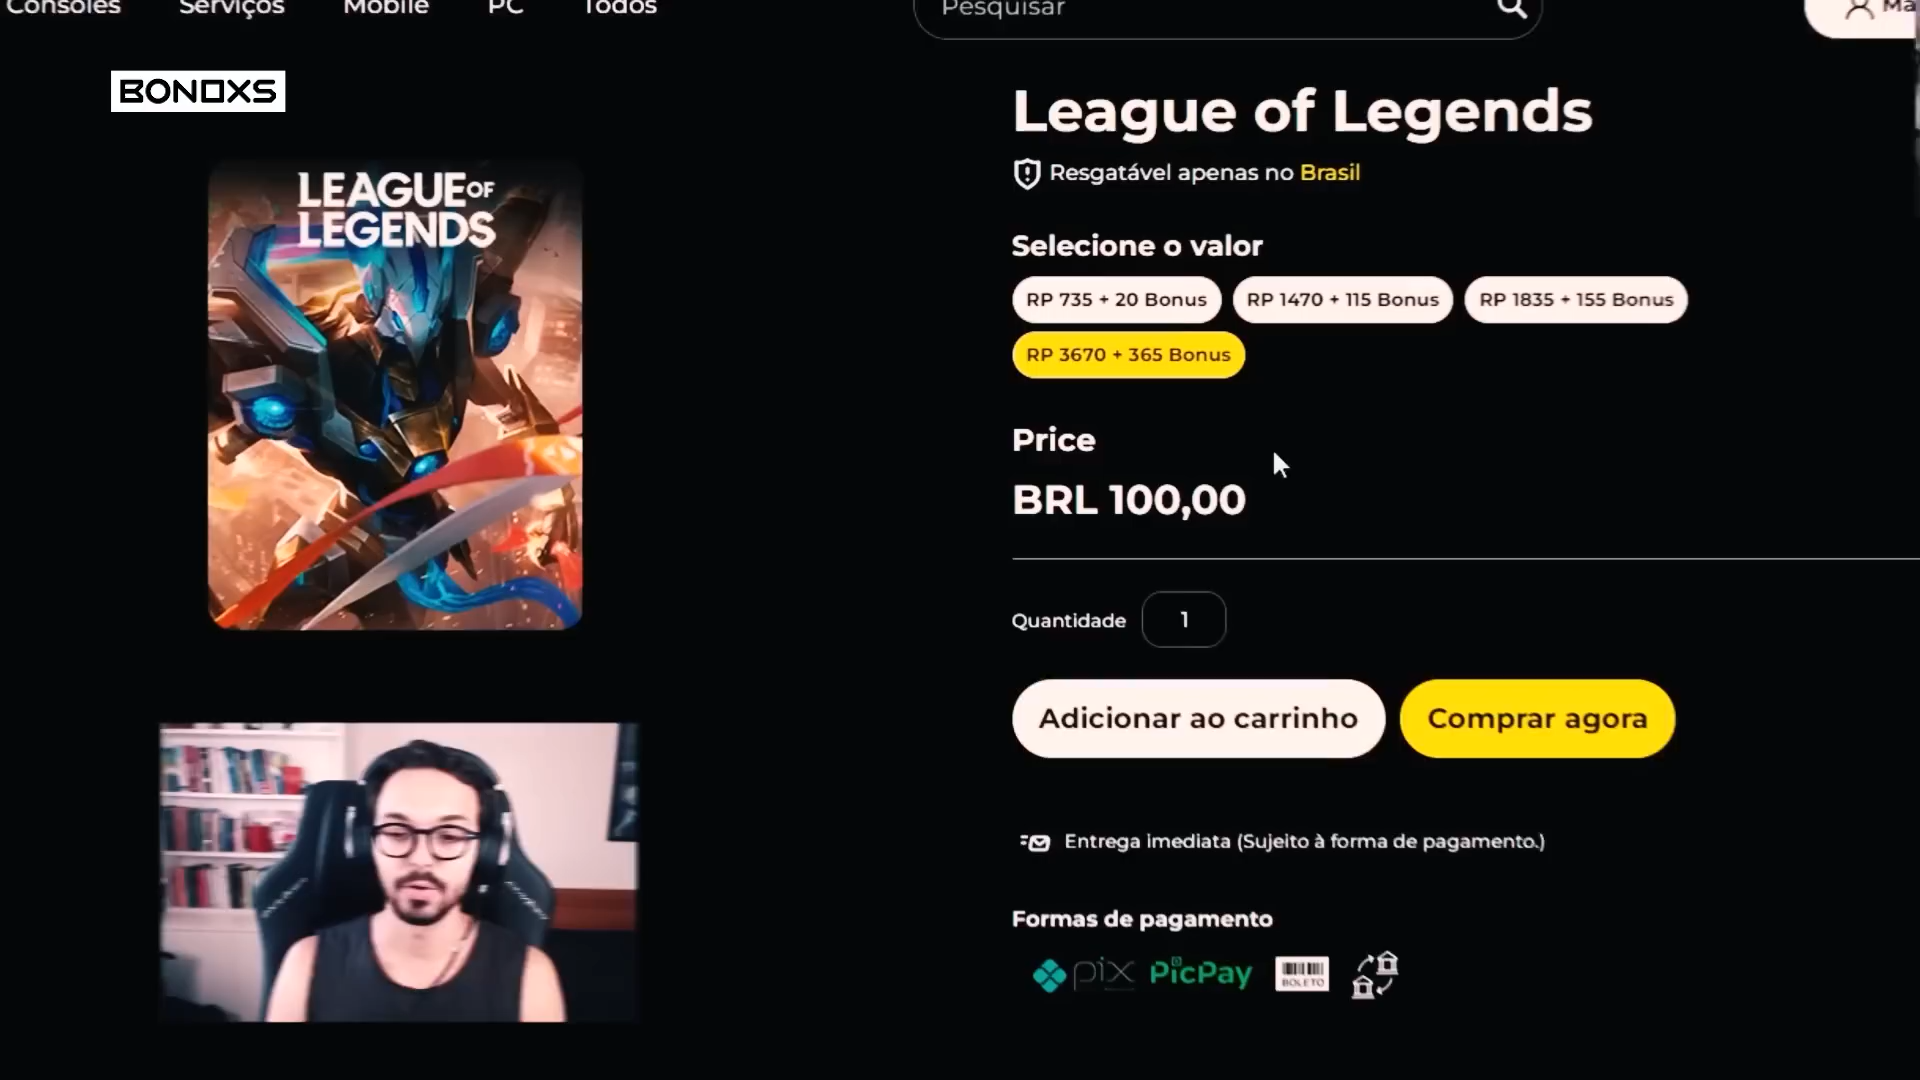 Consoles Serviços Mobile PC Todos
Pesquisar
Ma
BONOXS
LEAGUE OF
LEGENDS
League of Legends
Resgatável apenas no Brasil
Selecione o valor
RP 735 + 20 Bonus RP 1470 + 115 Bonus RP 1835 + 155 Bonus
RP 3670 + 365 Bonus
Price
BRL 100,00
Quantidade 1
Adicionar ao carrinho Comprar agora
Entrega imediata (Sujeito à forma de pagamento.)
Formas de pagamento
pix PicPay BOLETO